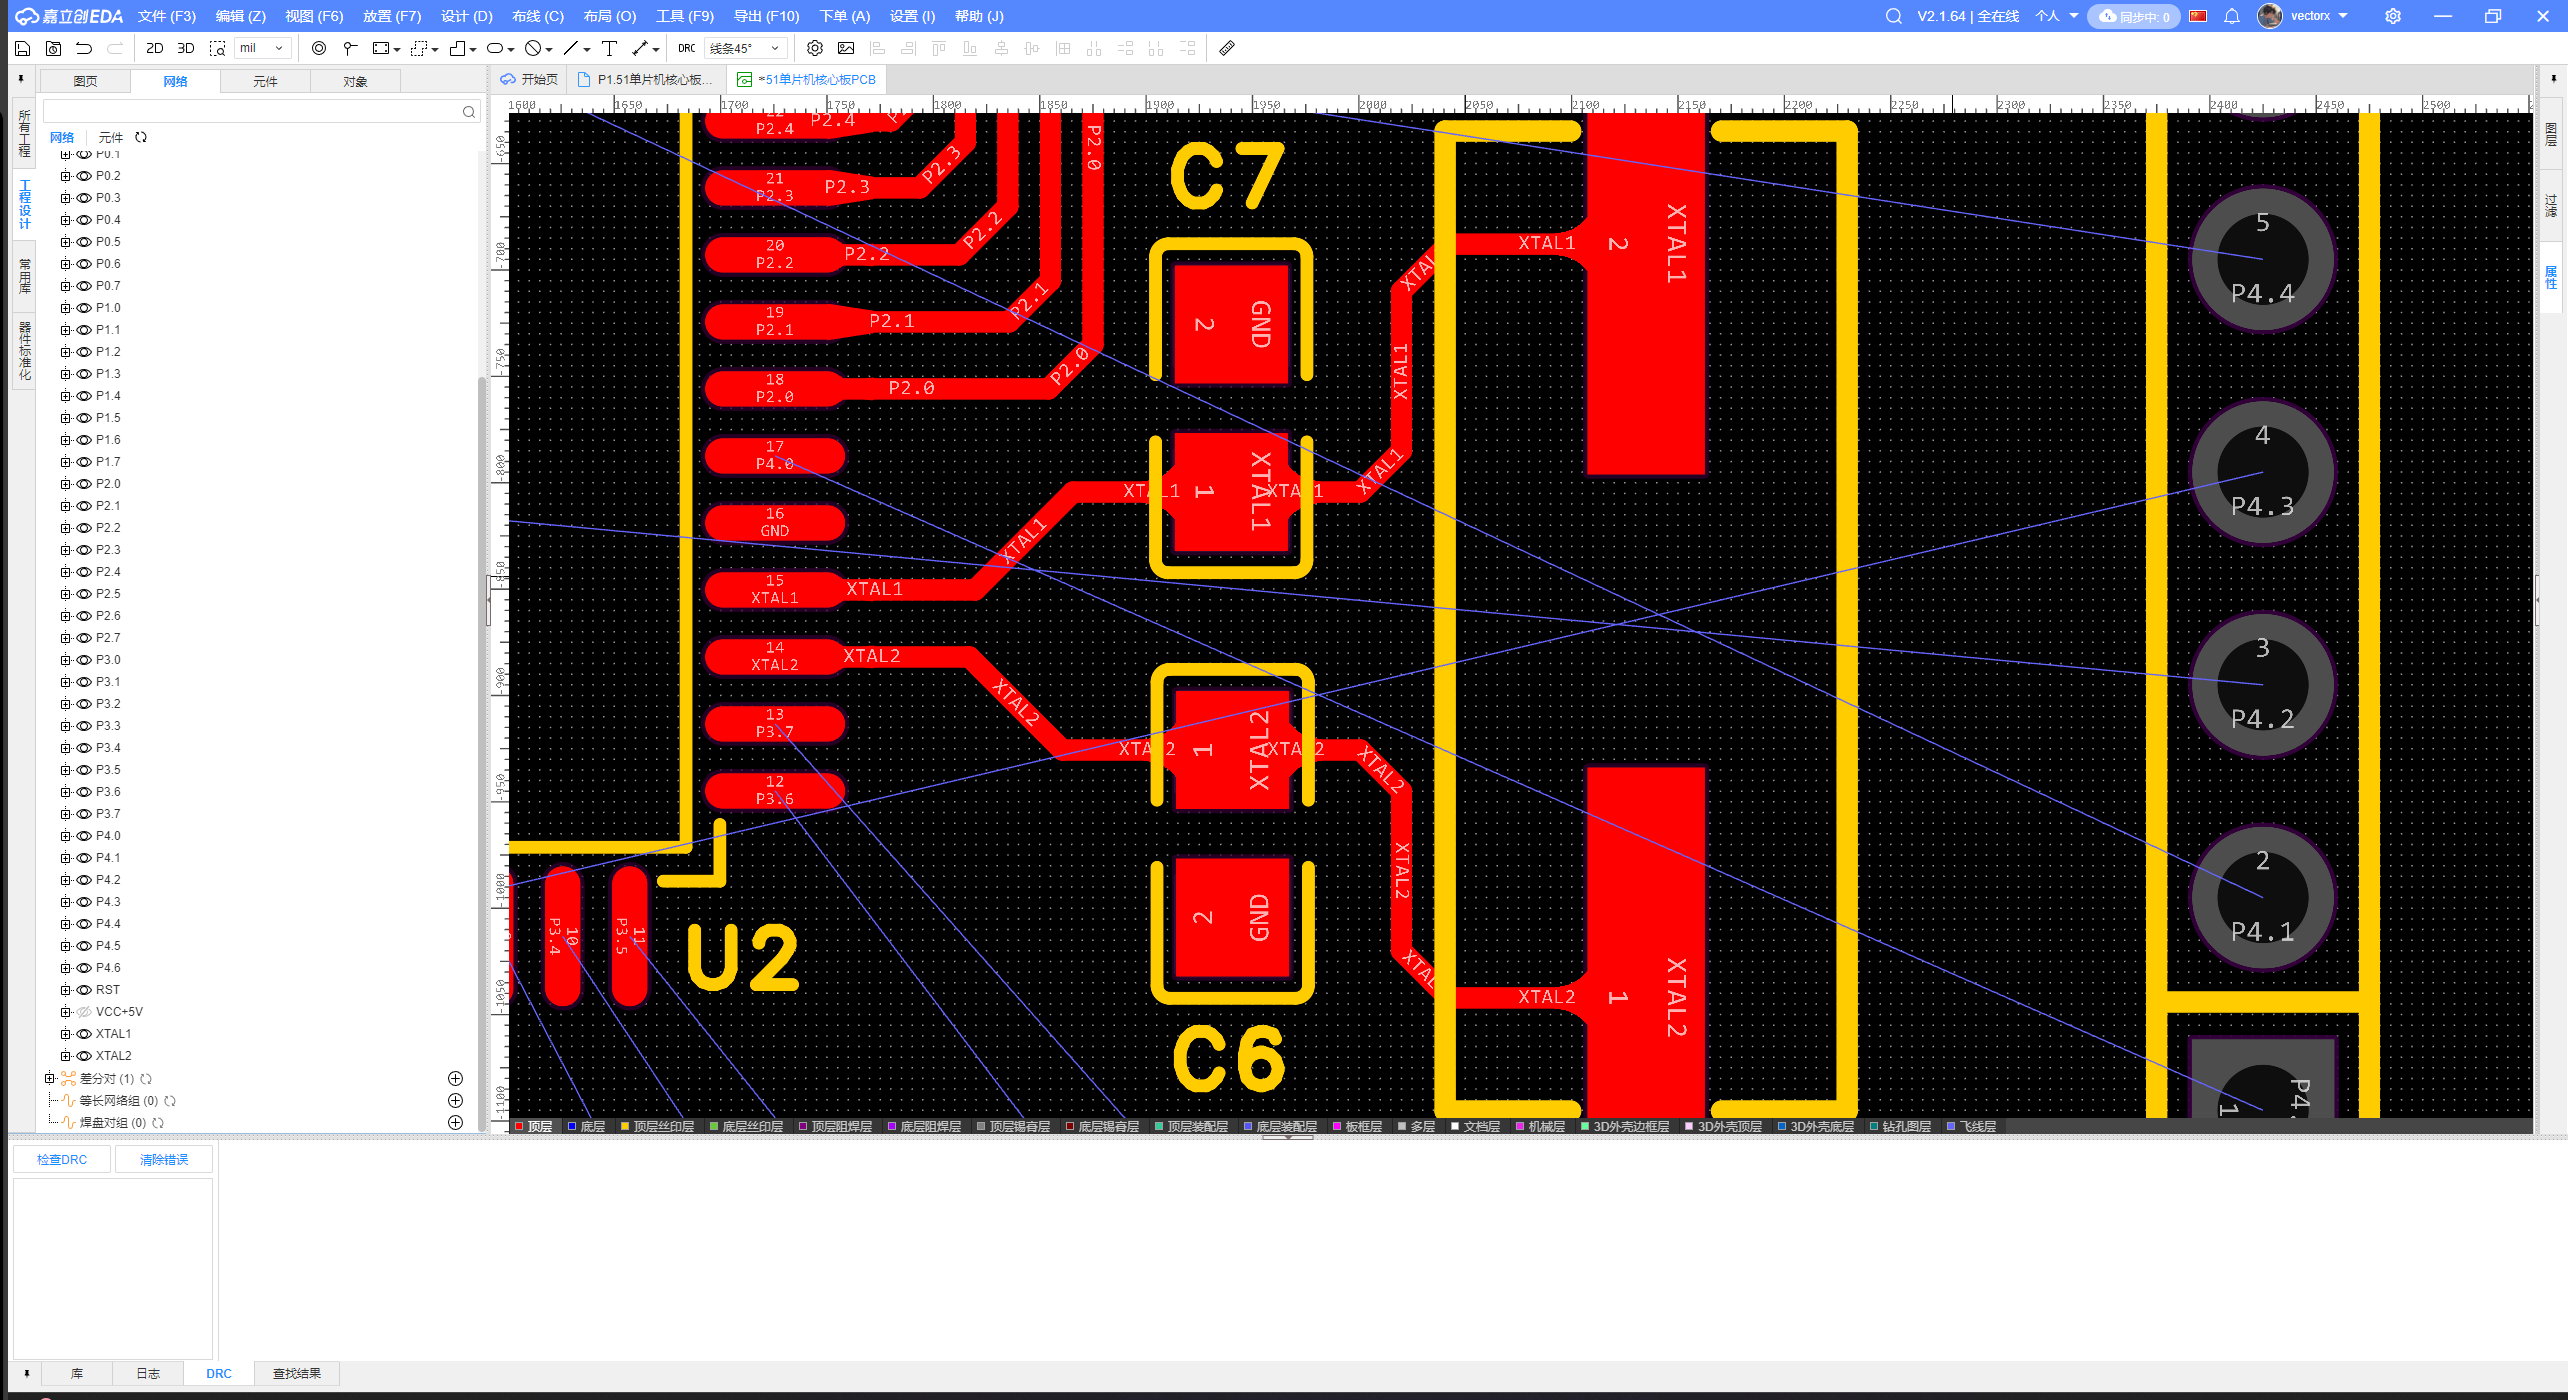 嘉立创EDA 文件 (F3) 编辑 (Z) 视图 (F6) 放置 (F7) 设计 (D) 布线 (C) 布局 (O) 工具 (F9) 导出 (F10) 下单 (A) 设置 (I) 帮助 (J) V2.1.64 | 全在线 个人 同步中: 0 vectorx
2D 3D mil DRC 线条45°
图页 网络 元件 对象
开始页 P1.51单片机核心板... *51单片机核心板PCB
所有工程
工程设计
常用库
器件标准化
网络 元件
P0.1
P0.2
P0.3
P0.4
P0.5
P0.6
P0.7
P1.0
P1.1
P1.2
P1.3
P1.4
P1.5
P1.6
P1.7
P2.0
P2.1
P2.2
P2.3
P2.4
P2.5
P2.6
P2.7
P3.0
P3.1
P3.2
P3.3
P3.4
P3.5
P3.6
P3.7
P4.0
P4.1
P4.2
P4.3
P4.4
P4.5
P4.6
RST
VCC+5V
XTAL1
XTAL2
差分对 (1)
等长网络组 (0)
焊盘对组 (0)
1600 1650 1700 1750 1800 1850 1900 1950 2000 2050 2100 2150 2200 2250 2300 2350 2400 2450 2500
-650
-700
-750
-800
-850
-900
-950
-1000
-1050
-1100
22
P2.4 P2.4
21
P2.3 P2.3 P2.3
20
P2.2 P2.2 P2.2
19
P2.1 P2.1 P2.1
18
P2.0 P2.0 P2.0
P2.0
17
P4.0
16
GND
15
XTAL1 XTAL1 XTAL1
14
XTAL2 XTAL2 XTAL2
13
P3.7
12
P3.6
10
P3.4
11
P3.5
U2
C7
2 GND
XTAL1 1 XTAL1 XTAL1
XTAL1
XTAL1
XTAL1 2 XTAL1
XTAL2 1 XTAL2 XTAL2
XTAL2
XTAL2
XTAL2 1 XTAL2
2 GND
C6
5
P4.4
4
P4.3
3
P4.2
2
P4.1
1
顶层 底层 顶层丝印层 底层丝印层 顶层阻焊层 底层阻焊层 顶层锡膏层 底层锡膏层 顶层装配层 底层装配层 板框层 多层 文档层 机械层 3D外壳边框层 3D外壳顶层 3D外壳底层 钻孔图层 飞线层
图层
过滤
属性
检查DRC 清除错误
库 日志 DRC 查找结果